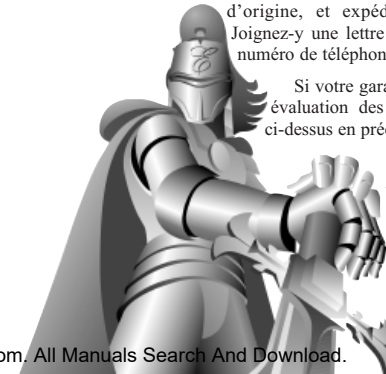 d’origine, et expéd
Joignez-y une lettre
numéro de téléphon
Si votre gara
évaluation des
ci-dessus en préc
E
om. All Manuals Search And Download.